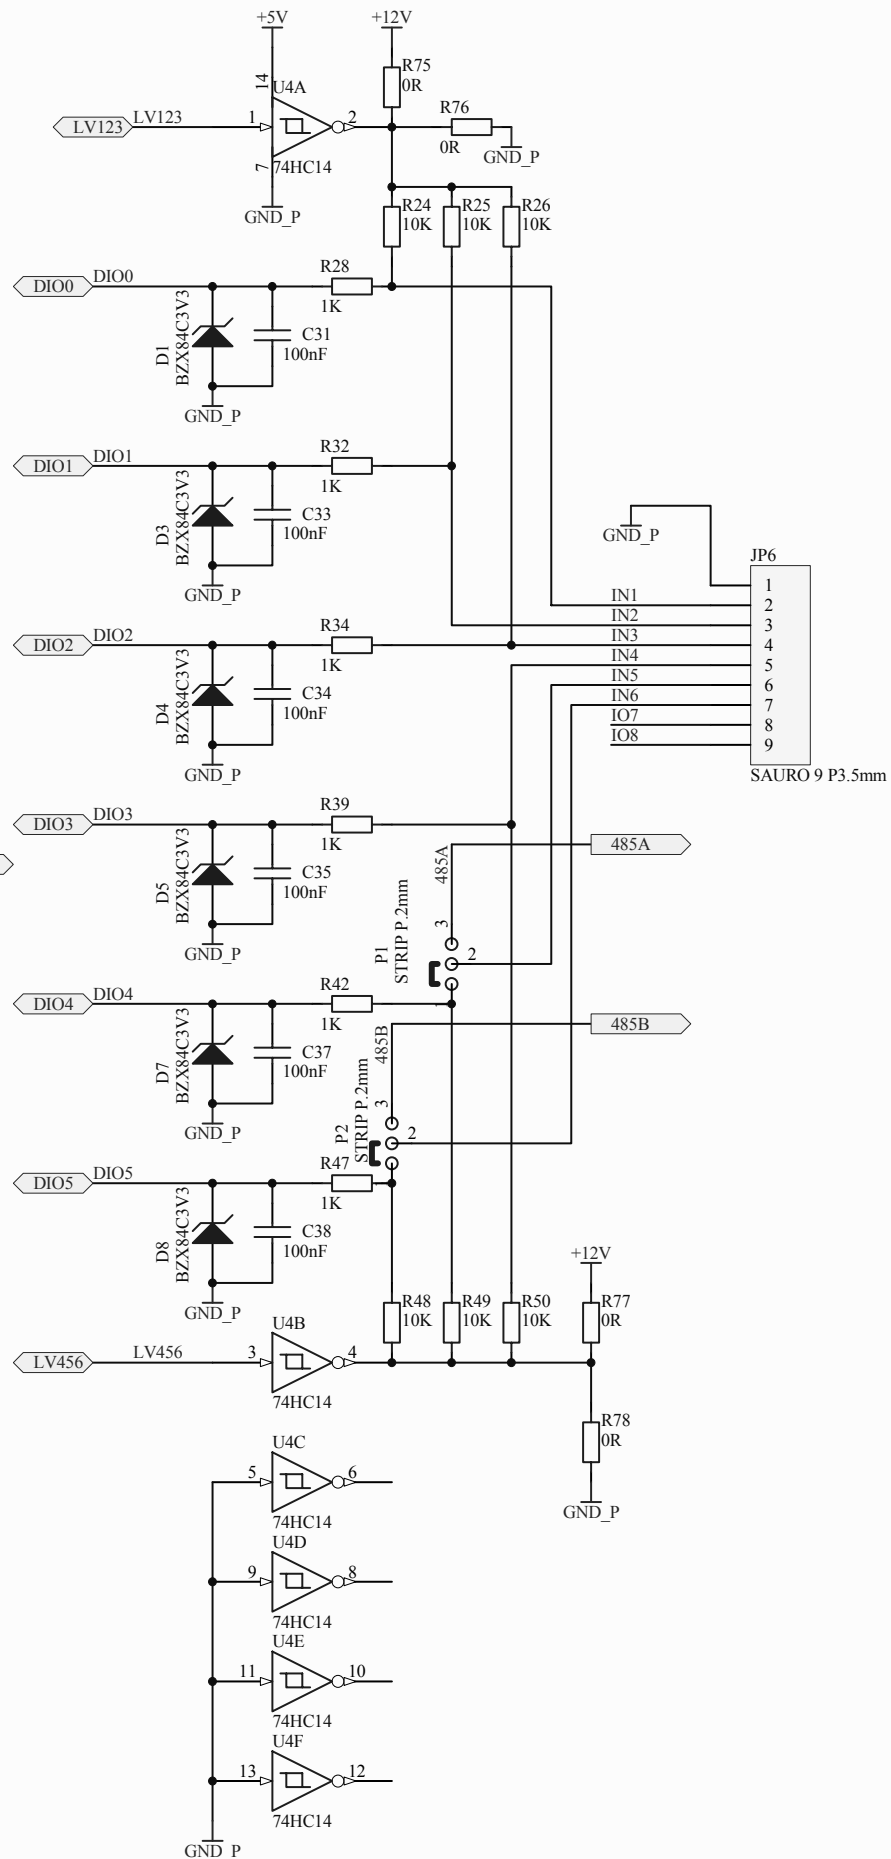 +5V
+12V
R75
0R
U4A
14
R76
0R
LV123
LV123
1
2
7
74HC14
GND_P
GND_P
R24
10K
R25
10K
R26
10K
DIO0
DIO0
R28
1K
D1
BZX84C3V3
C31
100nF
GND_P
DIO1
DIO1
R32
1K
D3
BZX84C3V3
C33
100nF
GND_P
GND_P
JP6
1
2
3
4
5
6
7
8
9
IN1
IN2
IN3
IN4
IN5
IN6
IO7
IO8
SAURO 9 P3.5mm
DIO2
DIO2
R34
1K
D4
BZX84C3V3
C34
100nF
GND_P
DIO3
DIO3
R39
1K
D5
BZX84C3V3
C35
100nF
GND_P
485A
485A
3
2
P1
STRIP P.2mm
DIO4
DIO4
R42
1K
D7
BZX84C3V3
C37
100nF
GND_P
485B
485B
3
2
P2
STRIP P.2mm
DIO5
DIO5
R47
1K
D8
BZX84C3V3
C38
100nF
GND_P
+12V
R48
10K
R49
10K
R50
10K
R77
0R
U4B
LV456
LV456
3
4
74HC14
R78
0R
GND_P
U4C
5
6
74HC14
U4D
9
8
74HC14
U4E
11
10
74HC14
U4F
13
12
74HC14
GND_P